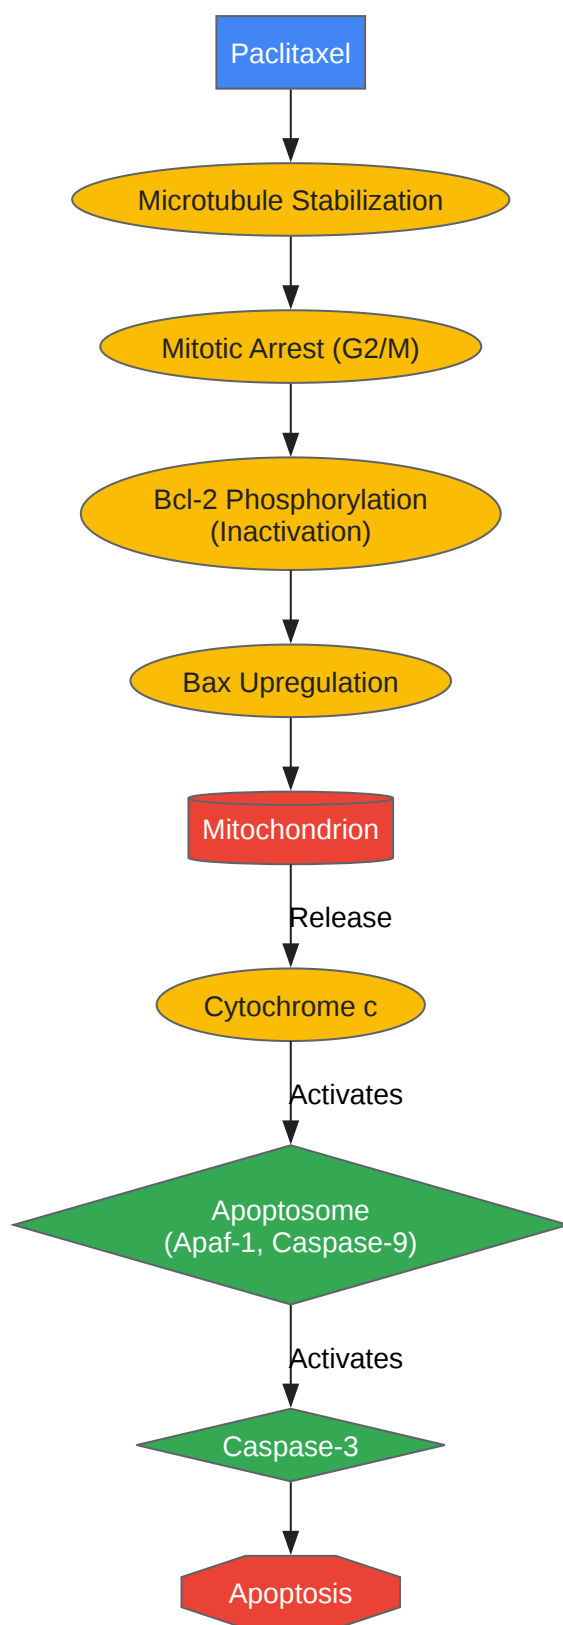 Paclitaxel
Microtubule Stabilization
Mitotic Arrest (G2/M)
Bcl-2 Phosphorylation
(Inactivation)
Bax Upregulation
Mitochondrion
Release
Cytochrome c
Activates
Apoptosome
(Apaf-1, Caspase-9)
Activates
Caspase-3
Apoptosis